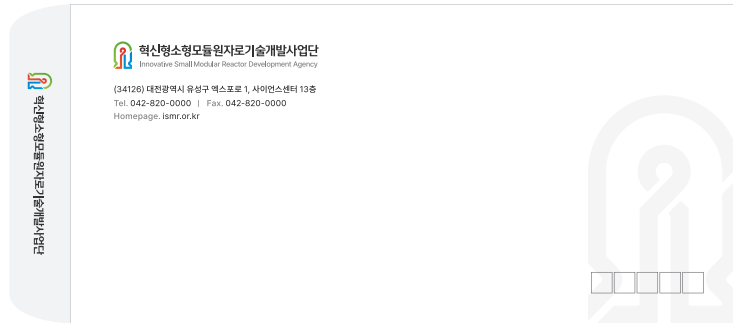 혁신형소형모듈원자로기술개발사업단
Innovative Small Modular Reactor Development Agency
(34126) 대전광역시 유성구 엑스포로 1, 사이언스센터 13층
Tel. 042-820-0000 | Fax. 042-820-0000
Homepage. ismr.or.kr
혁신형소형모듈원자로기술개발사업단